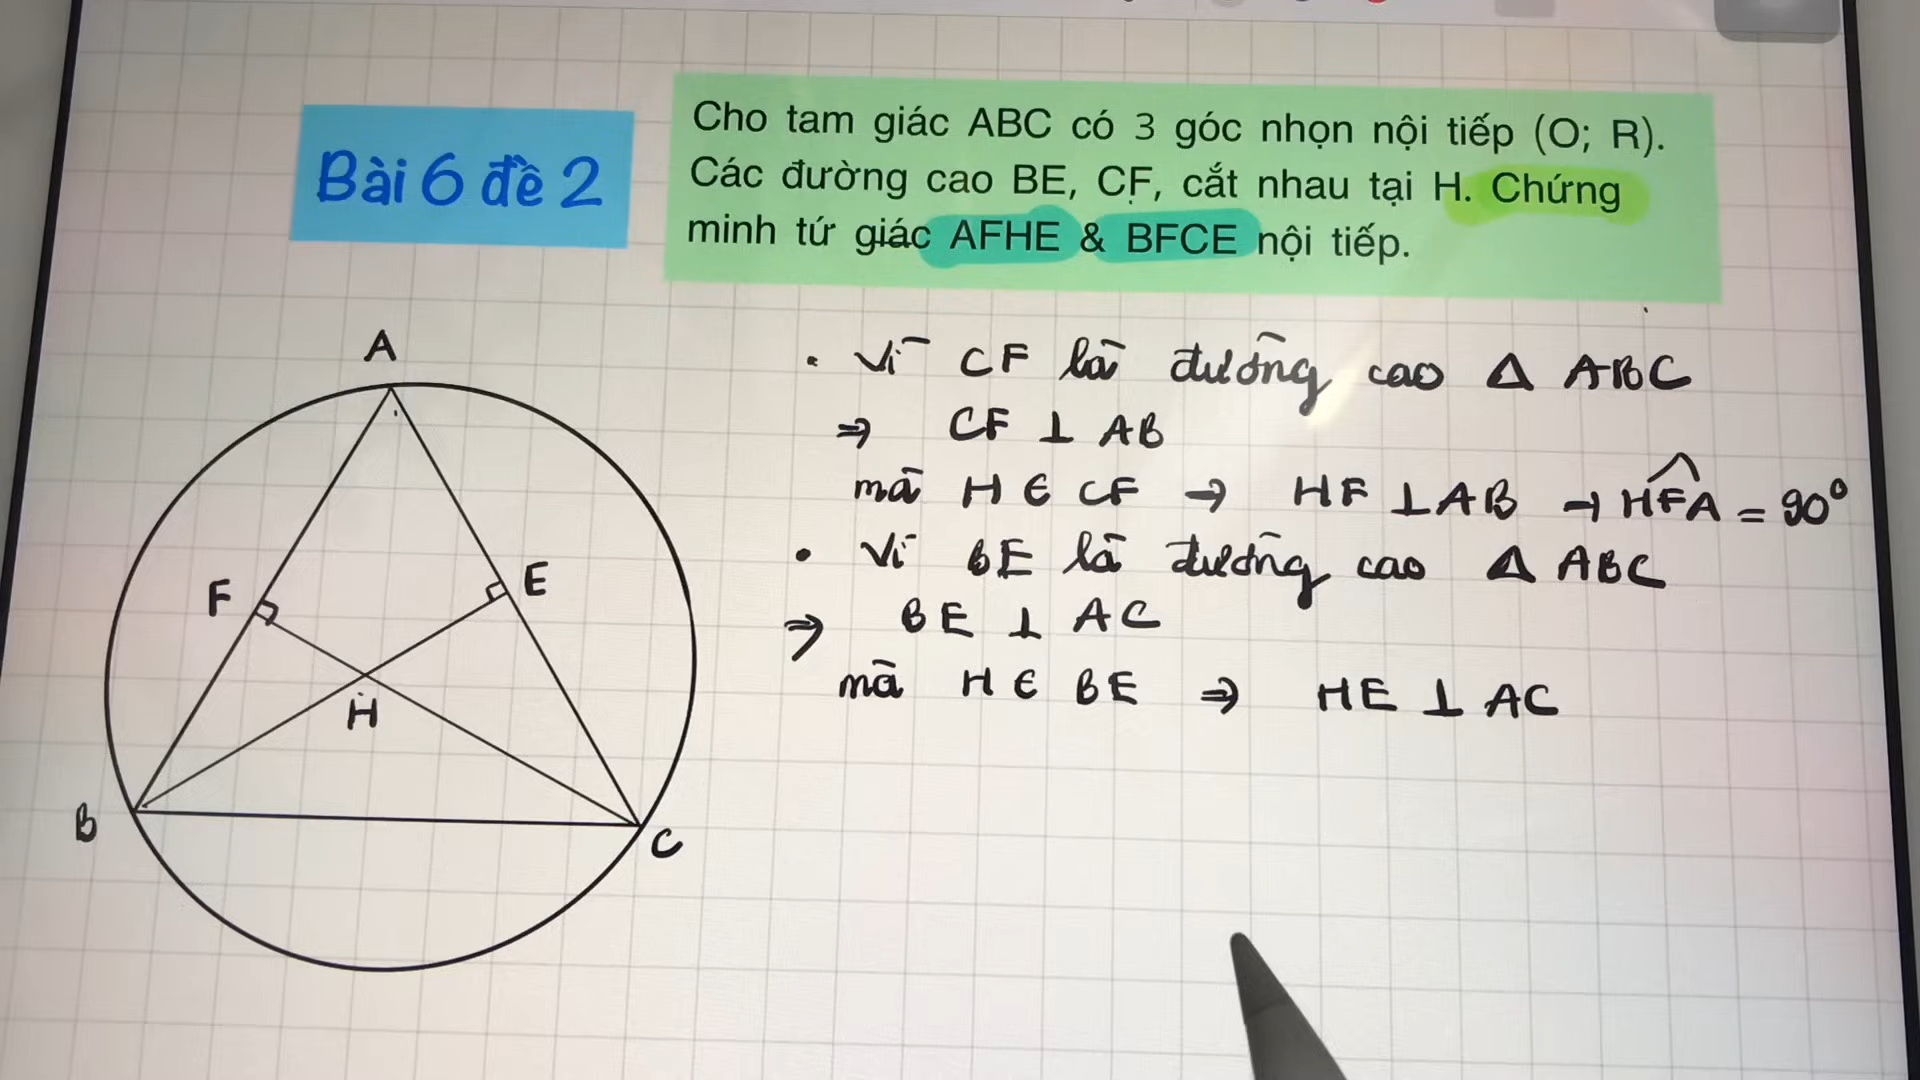 Bài 6 đề 2
Cho tam giác ABC có 3 góc nhọn nội tiếp (O; R).
Các đường cao BE, CF, cắt nhau tại H. Chứng
minh tứ giác AFHE & BFCE nội tiếp.
• Vì CF là đường cao Δ ABC
⇒ CF ⊥ AB
mà H ∈ CF → HF ⊥ AB → HFA = 90°
• Vì BE là đường cao Δ ABC
⇒ BE ⊥ AC
mà H ∈ BE ⇒ HE ⊥ AC
A
F
E
H
B
C